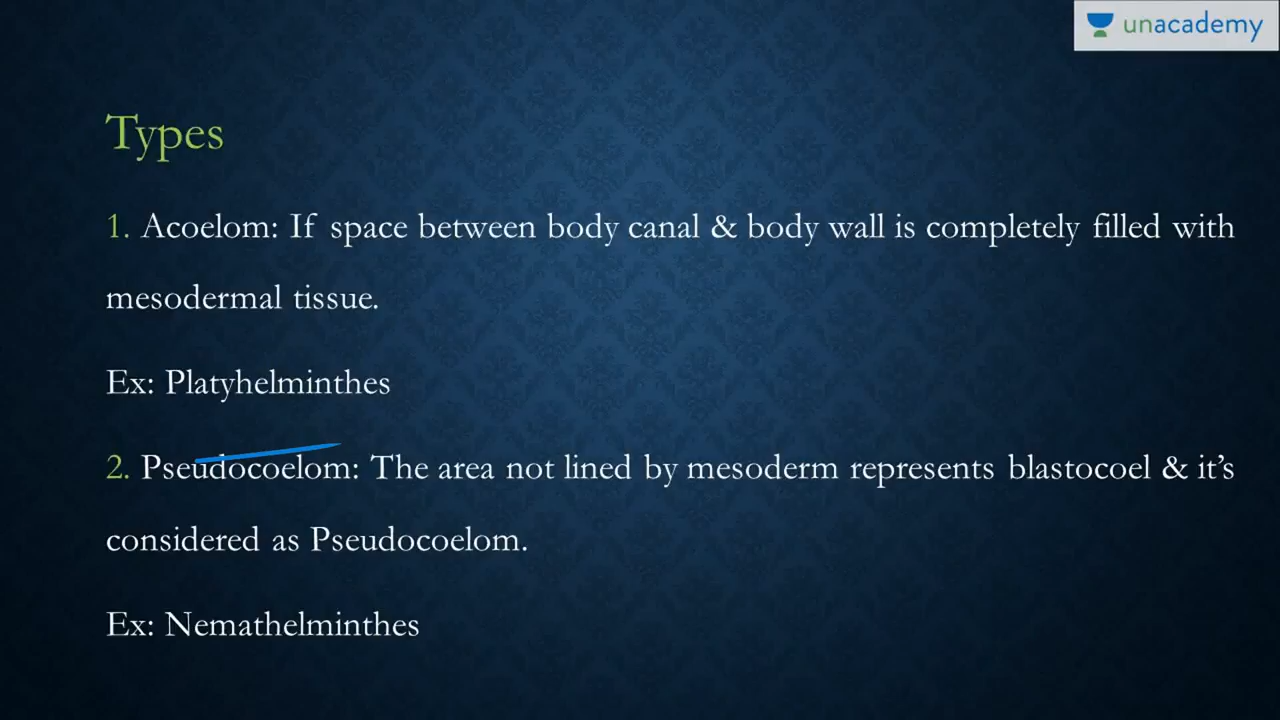 unacademy
Types
1. Acoelom: If space between body canal & body wall is completely filled with
mesodermal tissue.
Ex: Platyhelminthes
2. Pseudocoelom: The area not lined by mesoderm represents blastocoel & it’s
considered as Pseudocoelom.
Ex: Nemathelminthes